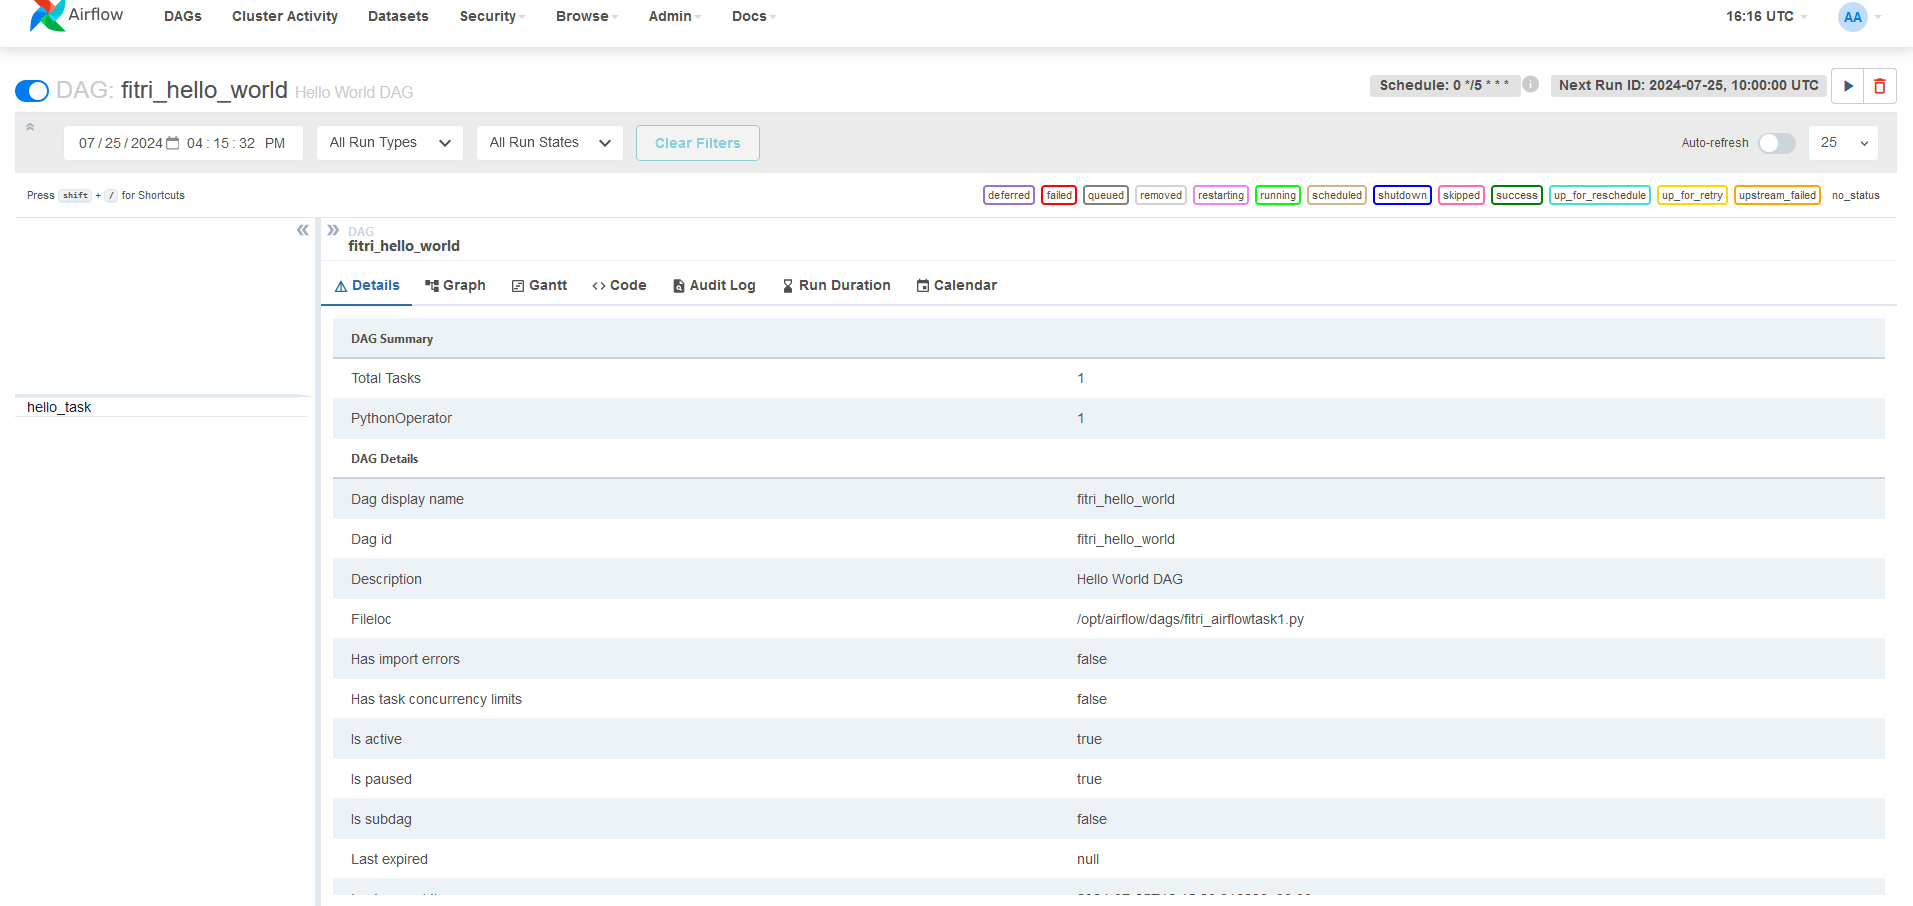 Airflow DAGs Cluster Activity Datasets Security Browse Admin Docs 16:16 UTC AA
DAG: fitri_hello_world Hello World DAG Schedule: 0 */5 * * * i Next Run ID: 2024-07-25, 10:00:00 UTC
07/25/2024 04:15:32 PM All Run Types All Run States Clear Filters Auto-refresh 25
Press shift + / for Shortcuts deferred failed queued removed restarting running scheduled shutdown skipped success up_for_reschedule up_for_retry upstream_failed no_status
DAG
fitri_hello_world
Details Graph Gantt Code Audit Log Run Duration Calendar
DAG Summary
Total Tasks 1
hello_task
PythonOperator 1
DAG Details
Dag display name fitri_hello_world
Dag id fitri_hello_world
Description Hello World DAG
Fileloc /opt/airflow/dags/fitri_airflowtask1.py
Has import errors false
Has task concurrency limits false
Is active true
Is paused true
Is subdag false
Last expired null